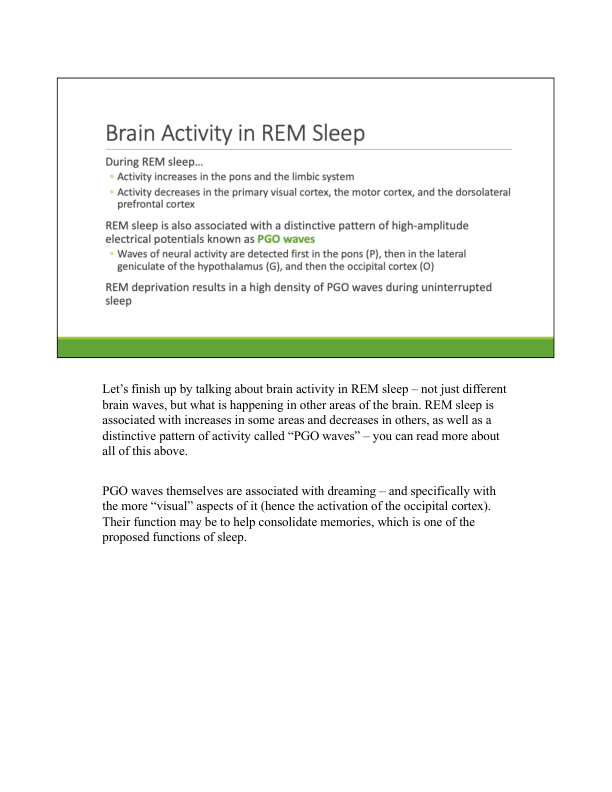 Brain Activity in REM Sleep
During REM sleep…
▪ Activity increases in the pons and the limbic system
▪ Activity decreases in the primary visual cortex, the motor cortex, and the dorsolateral
prefrontal cortex
REM sleep is also associated with a distinctive pattern of high-amplitude
electrical potentials known as PGO waves
▪ Waves of neural activity are detected first in the pons (P), then in the lateral
geniculate of the hypothalamus (G), and then the occipital cortex (O)
REM deprivation results in a high density of PGO waves during uninterrupted
sleep
Let’s finish up by talking about brain activity in REM sleep – not just different
brain waves, but what is happening in other areas of the brain. REM sleep is
associated with increases in some areas and decreases in others, as well as a
distinctive pattern of activity called “PGO waves” – you can read more about
all of this above.
PGO waves themselves are associated with dreaming – and specifically with
the more “visual” aspects of it (hence the activation of the occipital cortex).
Their function may be to help consolidate memories, which is one of the
proposed functions of sleep.